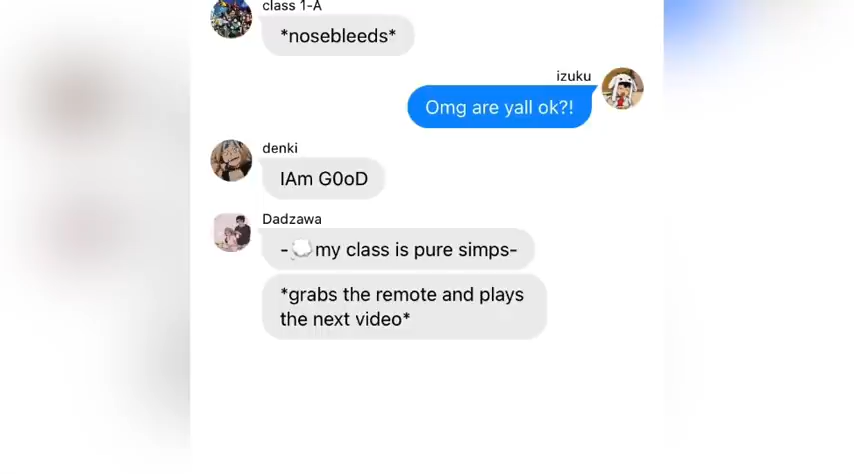 class 1-A
*nosebleeds*
izuku
Omg are yall ok?!
denki
IAm G0oD
Dadzawa
-💭my class is pure simps-
*grabs the remote and plays
the next video*